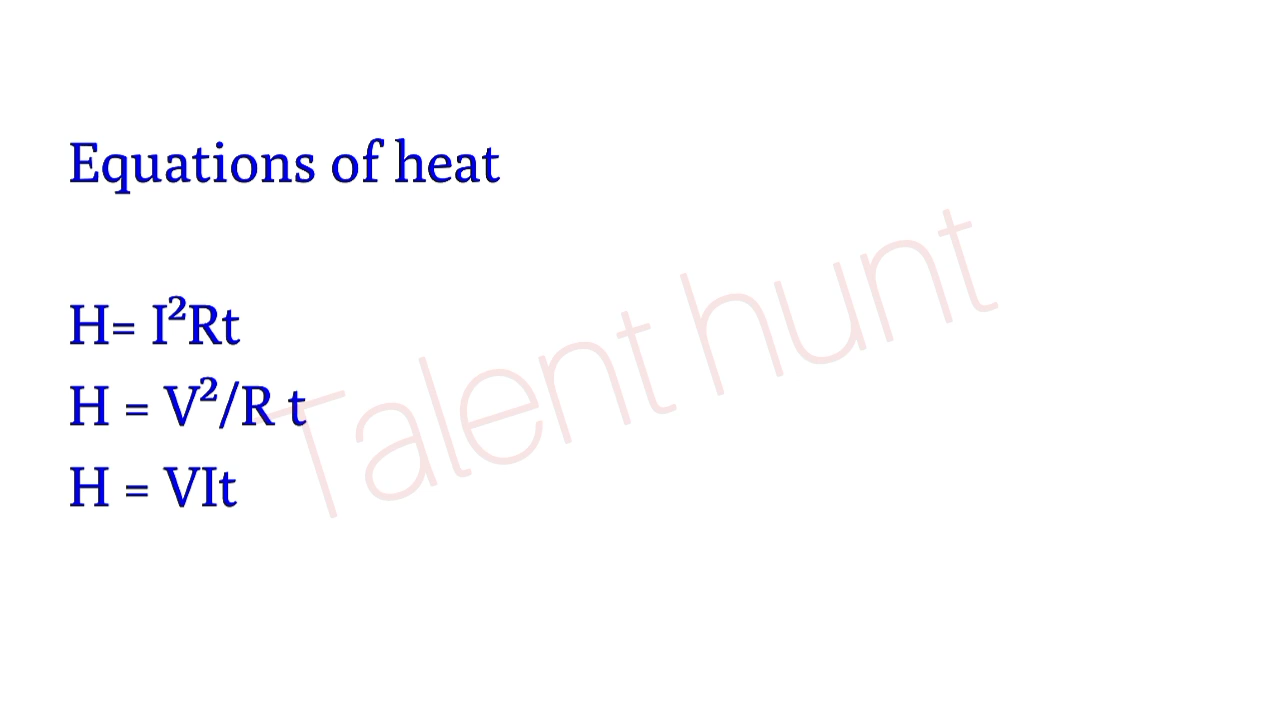 Equations of heat
H= I²Rt
H = V²/R t
H = VIt
Talent hunt